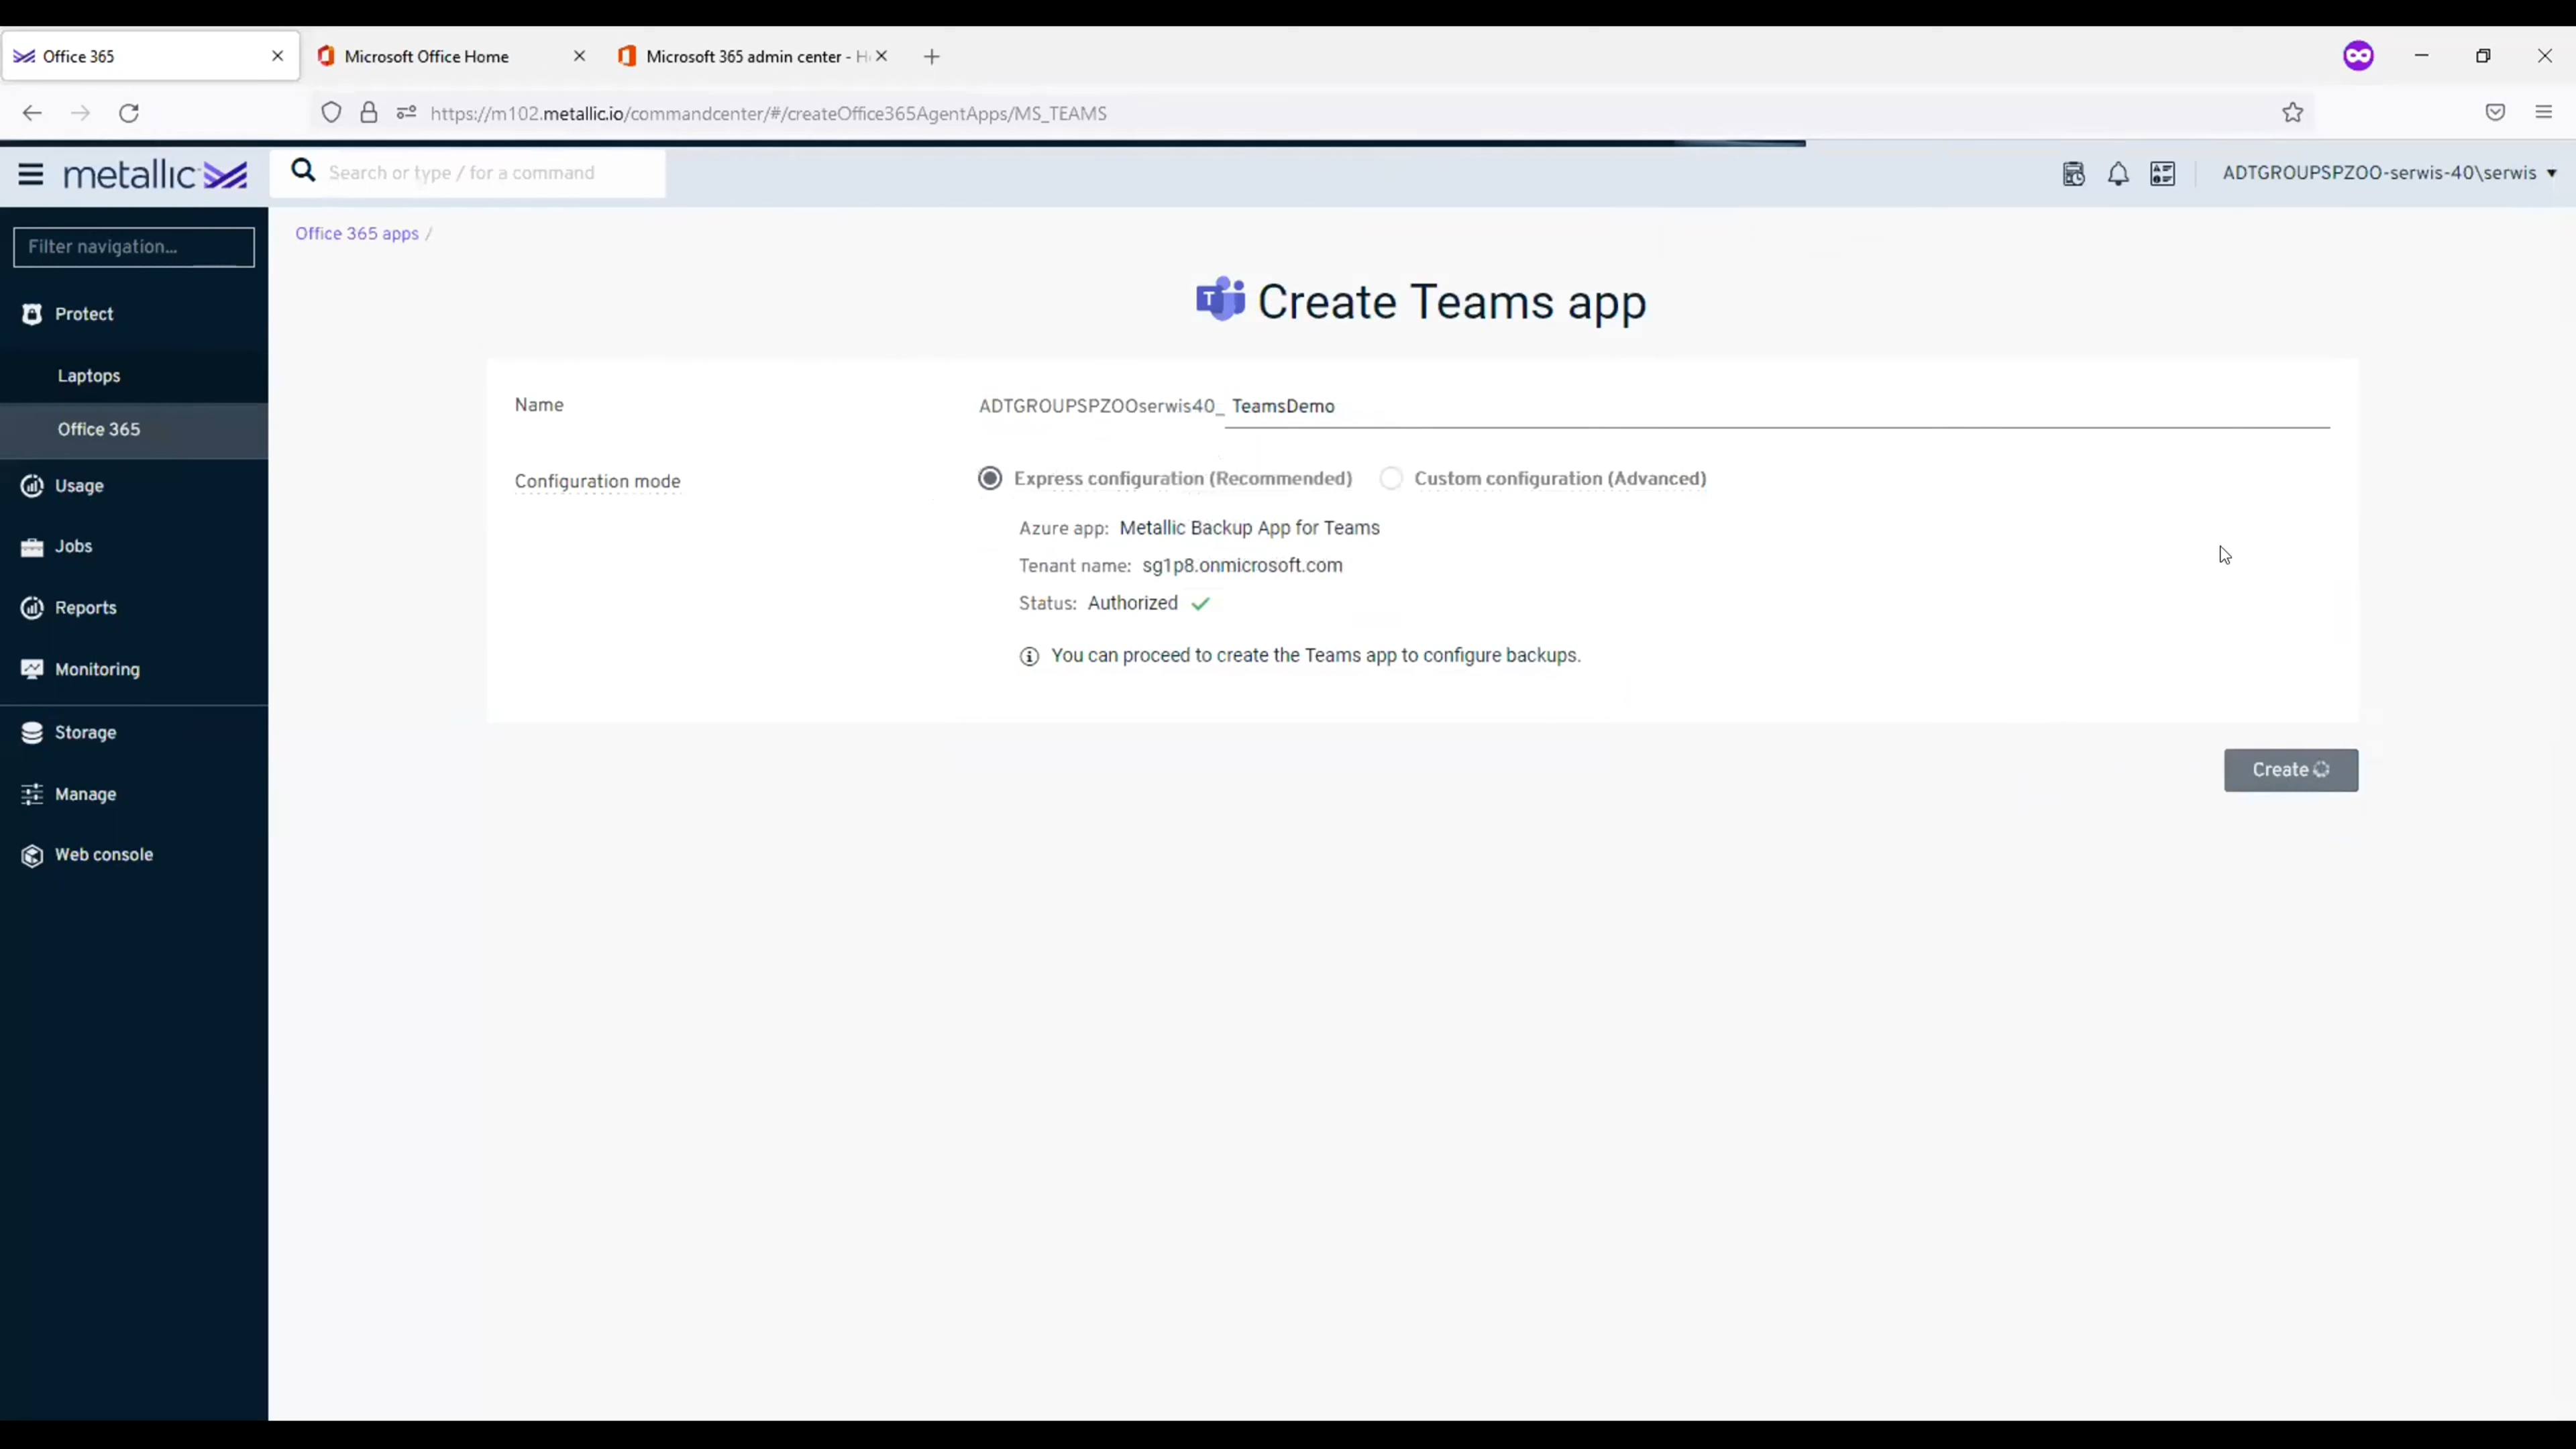 Office 365
Microsoft Office Home
Microsoft 365 admin center - H
https://m102.metallic.io/commandcenter/#/createOffice365AgentApps/MS_TEAMS
metallic
Search or type / for a command
ADTGROUPSPZOO-serwis-40\serwis
Filter navigation...
Office 365 apps /
Protect
Laptops
Office 365
Usage
Jobs
Reports
Monitoring
Storage
Manage
Web console
T
Create Teams app
Name
ADTGROUPSPZOOserwis40_ TeamsDemo
Configuration mode
Express configuration (Recommended) Custom configuration (Advanced)
Azure app: Metallic Backup App for Teams
Tenant name: sg1p8.onmicrosoft.com
Status: Authorized
You can proceed to create the Teams app to configure backups.
Create